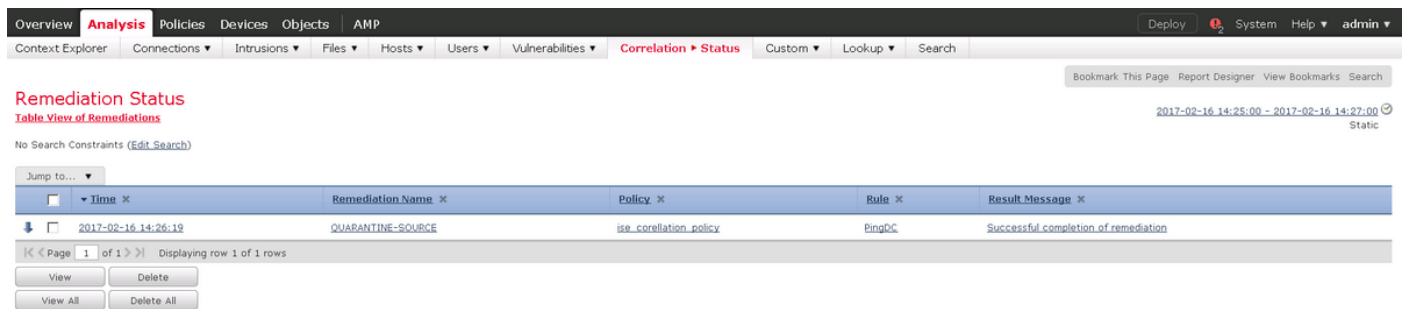 Overview Analysis Policies Devices Objects AMP Deploy 2 System Help ▼ admin ▼
Context Explorer Connections ▼ Intrusions ▼ Files ▼ Hosts ▼ Users ▼ Vulnerabilities ▼ Correlation ▸ Status Custom ▼ Lookup ▼ Search
Bookmark This Page Report Designer View Bookmarks Search
Remediation Status
Table View of Remediations
2017-02-16 14:25:00 - 2017-02-16 14:27:00
Static
No Search Constraints (Edit Search)
Jump to... ▼
Time Remediation Name Policy Rule Result Message
2017-02-16 14:26:19 QUARANTINE-SOURCE ise_corellation_policy PingDC Successful completion of remediation
Page 1 of 1 Displaying row 1 of 1 rows
View Delete
View All Delete All